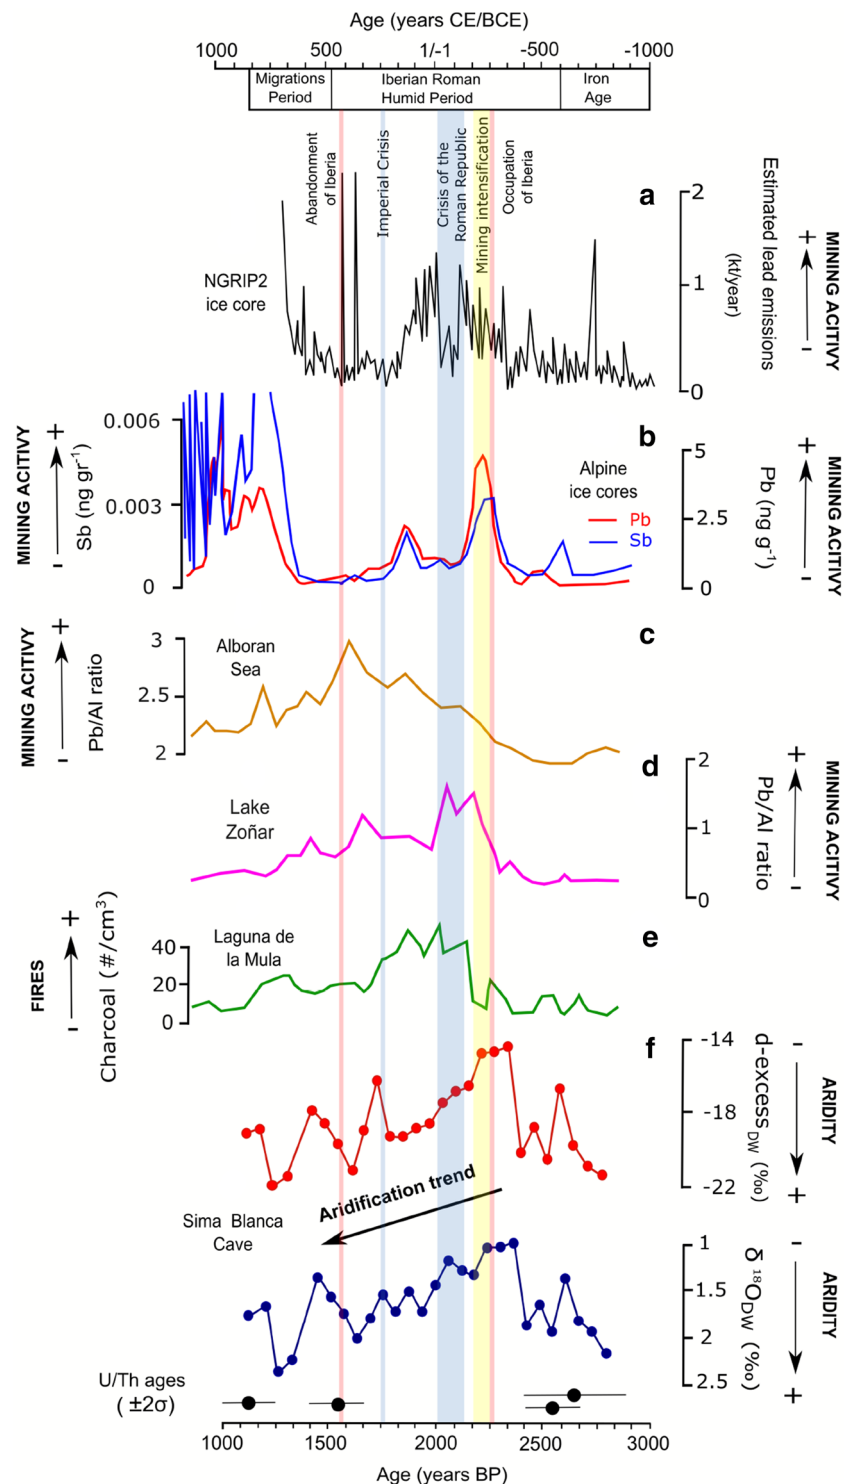 Age (years CE/BCE)
1000 500 1/-1 -500 -1000
Migrations
Period
Iberian Roman
Humid Period
Iron
Age
Abandonment
of Iberia
Imperial Crisis
Crisis of the
Roman Republic
Mining intensification
Occupation
of Iberia
a
NGRIP2
ice core
2
1
0
(kt/year)
Estimated lead emissions
+
-
MINING ACITIVY
b
MINING ACITIVY
+
-
Sb (ng gr⁻¹)
0.006
0.003
0
Alpine
ice cores
Pb
Sb
5
2.5
0
Pb (ng g⁻¹)
+
-
MINING ACITIVY
c
MINING ACITIVY
+
-
Pb/Al ratio
3
2.5
2
Alboran
Sea
d
Lake
Zoñar
2
1
0
Pb/Al ratio
+
-
MINING ACITIVY
e
FIRES
+
-
Charcoal (#/cm³)
40
20
0
Laguna de
la Mula
f
-14
-18
-22
d-excessDW (‰)
-
+
ARIDITY
Aridification trend
Sima Blanca
Cave
1
1.5
2
2.5
δ ¹⁸ODW (‰)
-
+
ARIDITY
U/Th ages
( ±2σ)
1000 1500 2000 2500 3000
Age (years BP)